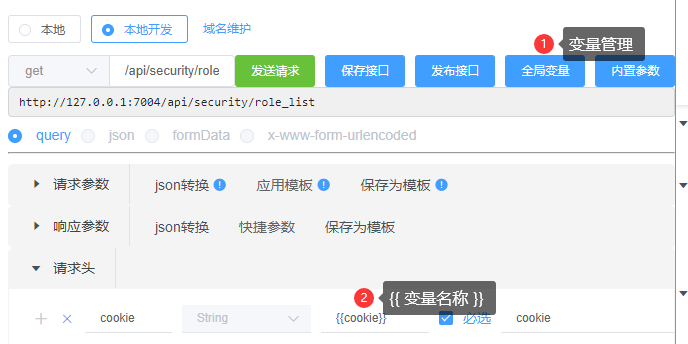 本地 本地开发 域名维护
1 变量管理
get /api/security/role 发送请求 保存接口 发布接口 全局变量 内置参数
http://127.0.0.1:7004/api/security/role_list
query json formData x-www-form-urlencoded
请求参数 json转换 应用模板 保存为模板
响应参数 json转换 快捷参数 保存为模板
请求头
2 {{ 变量名称 }}
cookie String {{cookie}} 必选 cookie